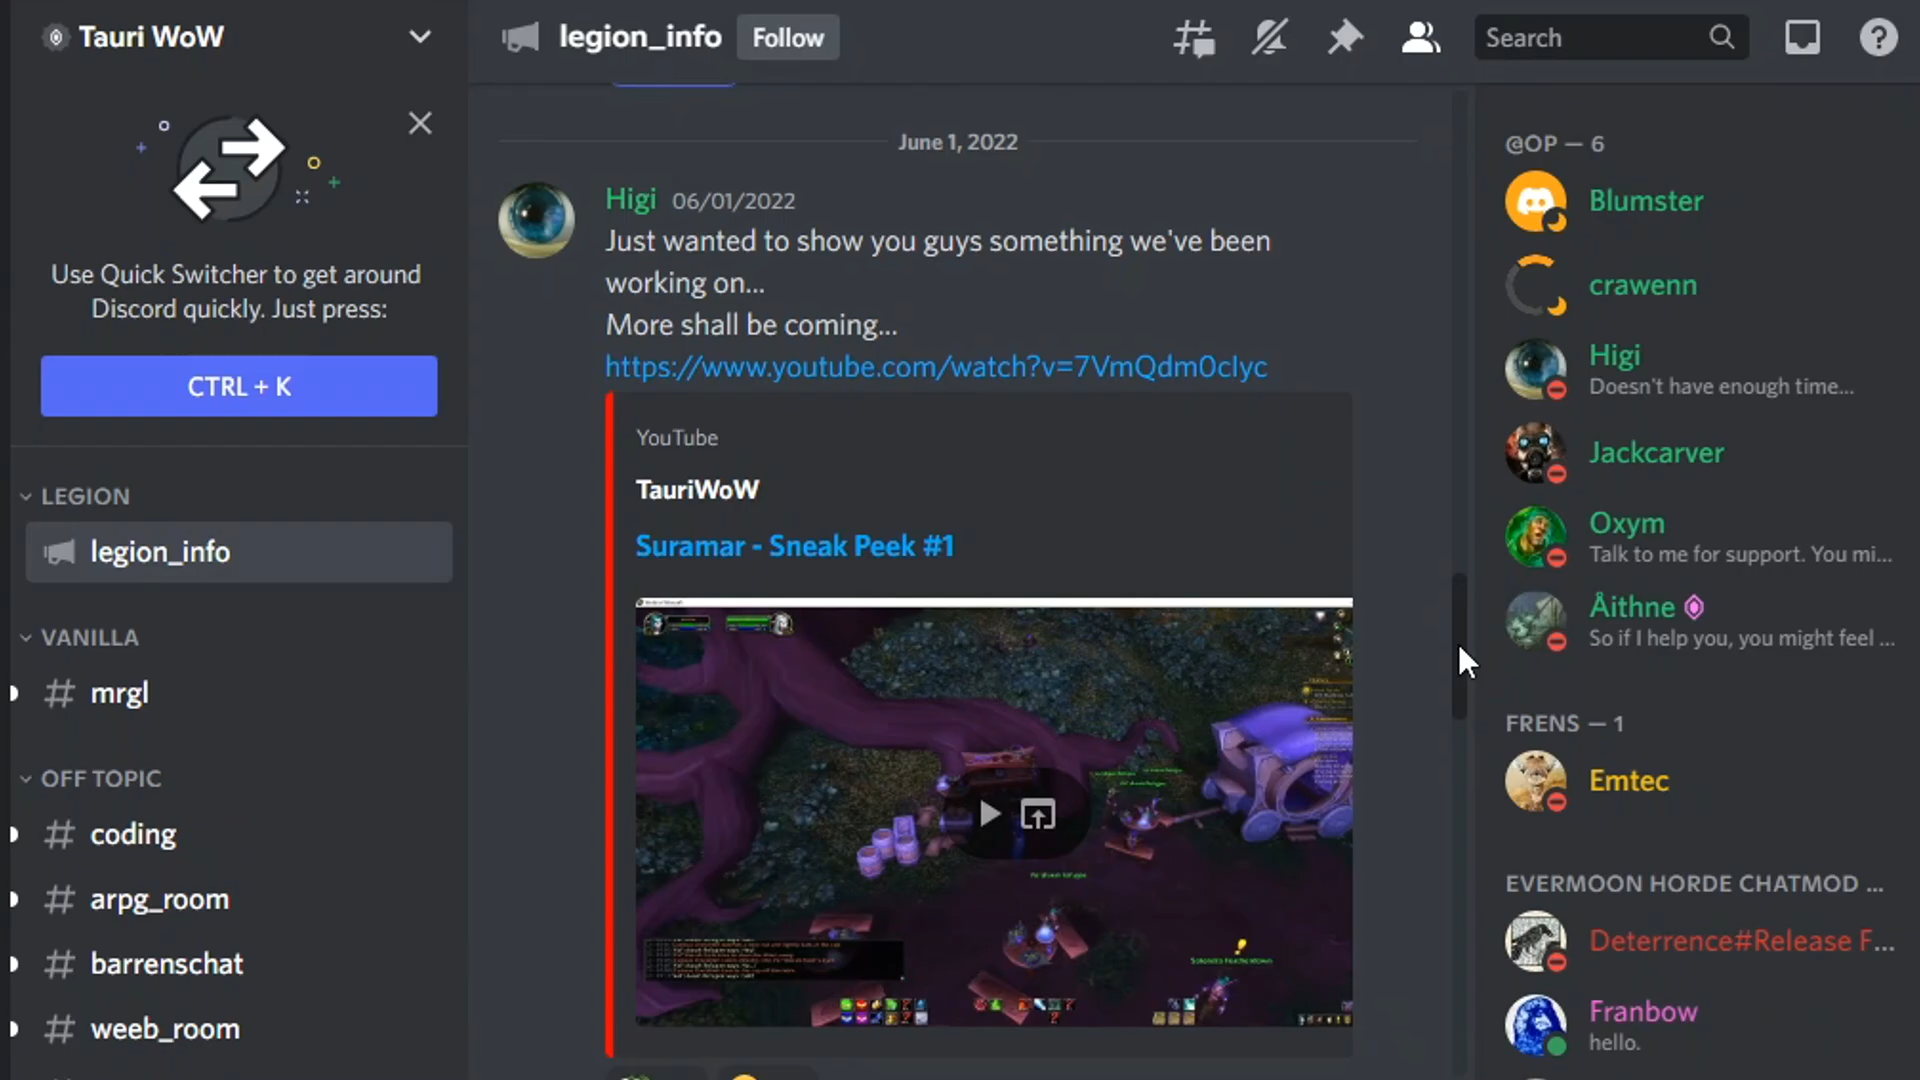 Tauri WoW
Use Quick Switcher to get around
Discord quickly. Just press:
CTRL + K
LEGION
legion_info
VANILLA
mrgl
OFF TOPIC
coding
arpg_room
barrenschat
weeb_room
legion_info
Follow
Search
June 1, 2022
Higi 06/01/2022
Just wanted to show you guys something we've been
working on...
More shall be coming...
https://www.youtube.com/watch?v=7VmQdm0cIyc
YouTube
TauriWoW
Suramar - Sneak Peek #1
@OP — 6
Blumster
crawenn
Higi
Doesn't have enough time...
Jackcarver
Oxym
Talk to me for support. You mi...
Åithne
So if I help you, you might feel ...
FRENS — 1
Emtec
EVERMOON HORDE CHATMOD ...
Deterrence#Release F...
Franbow
hello.